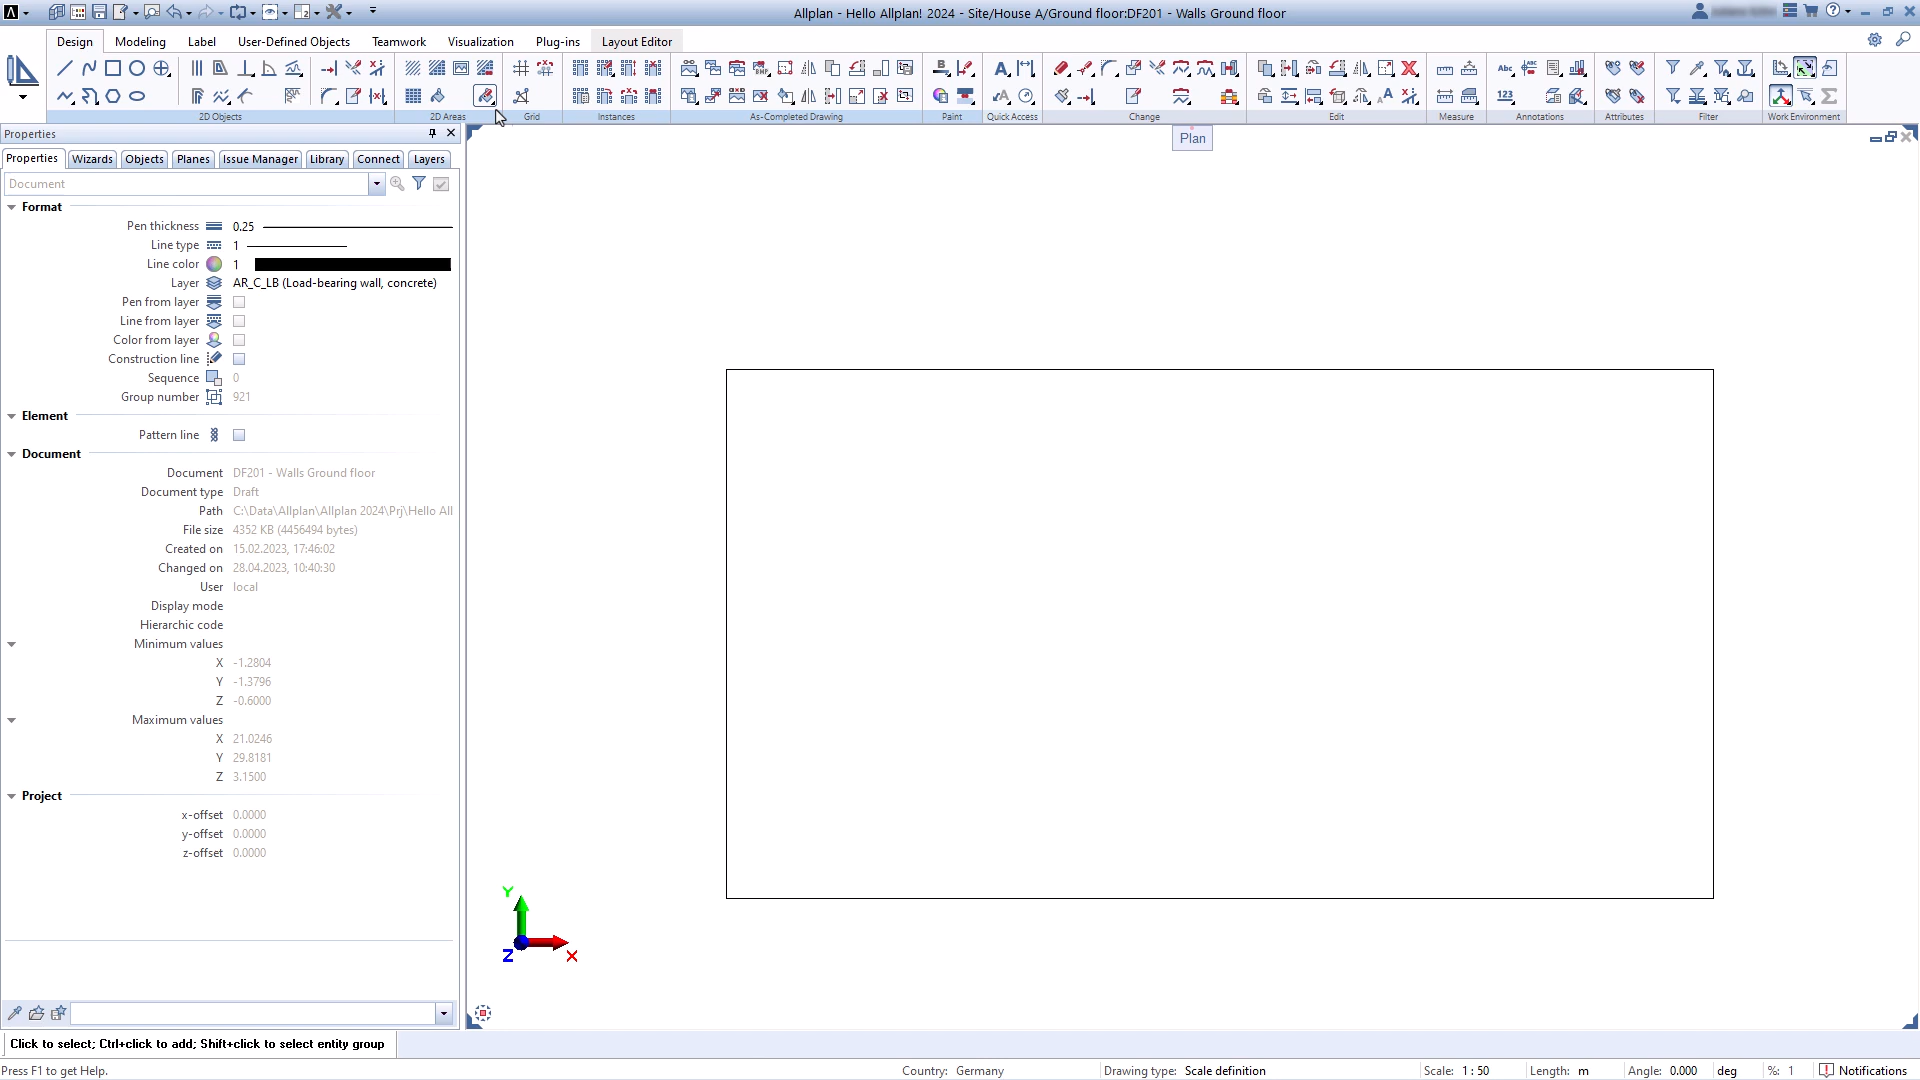 Allplan - Hello Allplan! 2024 - Site/House A/Ground floor:DF201 - Walls Ground floor
Design Modeling Label User-Defined Objects Teamwork Visualization Plug-ins Layout Editor
2D Objects 2D Areas Grid Instances As-Completed Drawing Paint Quick Access Change Edit Measure Annotations Attributes Filter Work Environment
Properties
Properties Wizards Objects Planes Issue Manager Library Connect Layers
Document
Format
Pen thickness 0.25
Line type 1
Line color 1
Layer AR_C_LB (Load-bearing wall, concrete)
Pen from layer
Line from layer
Color from layer
Construction line
Sequence 0
Group number 921
Element
Pattern line
Document
Document DF201 - Walls Ground floor
Document type Draft
Path C:\Data\Allplan\Allplan 2024\Prj\Hello All
File size 4352 KB (4456494 bytes)
Created on 15.02.2023, 17:46:02
Changed on 28.04.2023, 10:40:30
User local
Display mode
Hierarchic code
Minimum values
X -1.2804
Y -1.3796
Z -0.6000
Maximum values
X 21.0246
Y 29.8181
Z 3.1500
Project
x-offset 0.0000
y-offset 0.0000
z-offset 0.0000
Plan
Y
Z
X
Click to select; Ctrl+click to add; Shift+click to select entity group
Press F1 to get Help.
Country: Germany
Drawing type: Scale definition
Scale: 1:50
Length: m
Angle: 0.000 deg
%: 1
Notifications